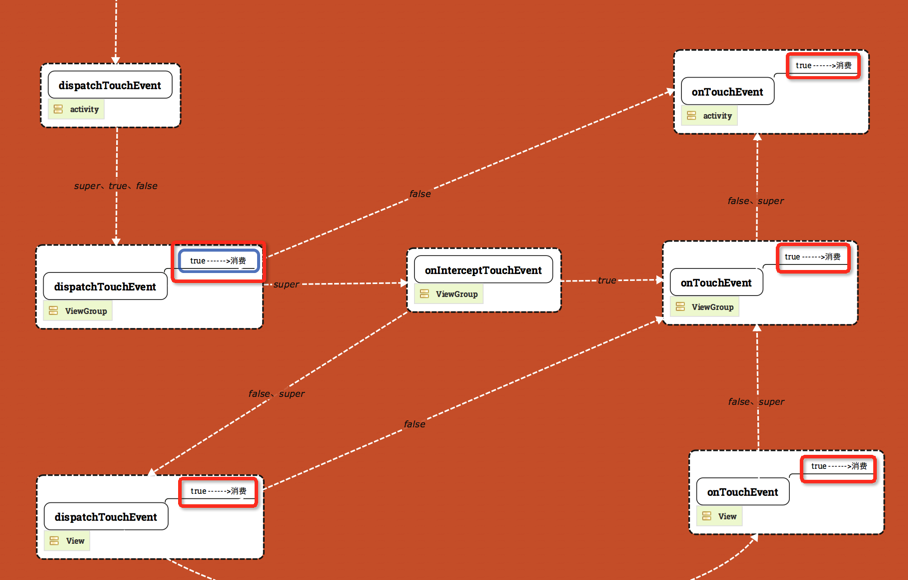 dispatchTouchEvent
activity
true ------>消费
onTouchEvent
activity
super、true、false
false
false、super
true ------>消费
dispatchTouchEvent
ViewGroup
super
onInterceptTouchEvent
ViewGroup
true
true ------>消费
onTouchEvent
ViewGroup
false、super
false
false、super
true ------>消费
dispatchTouchEvent
View
true ------>消费
onTouchEvent
View